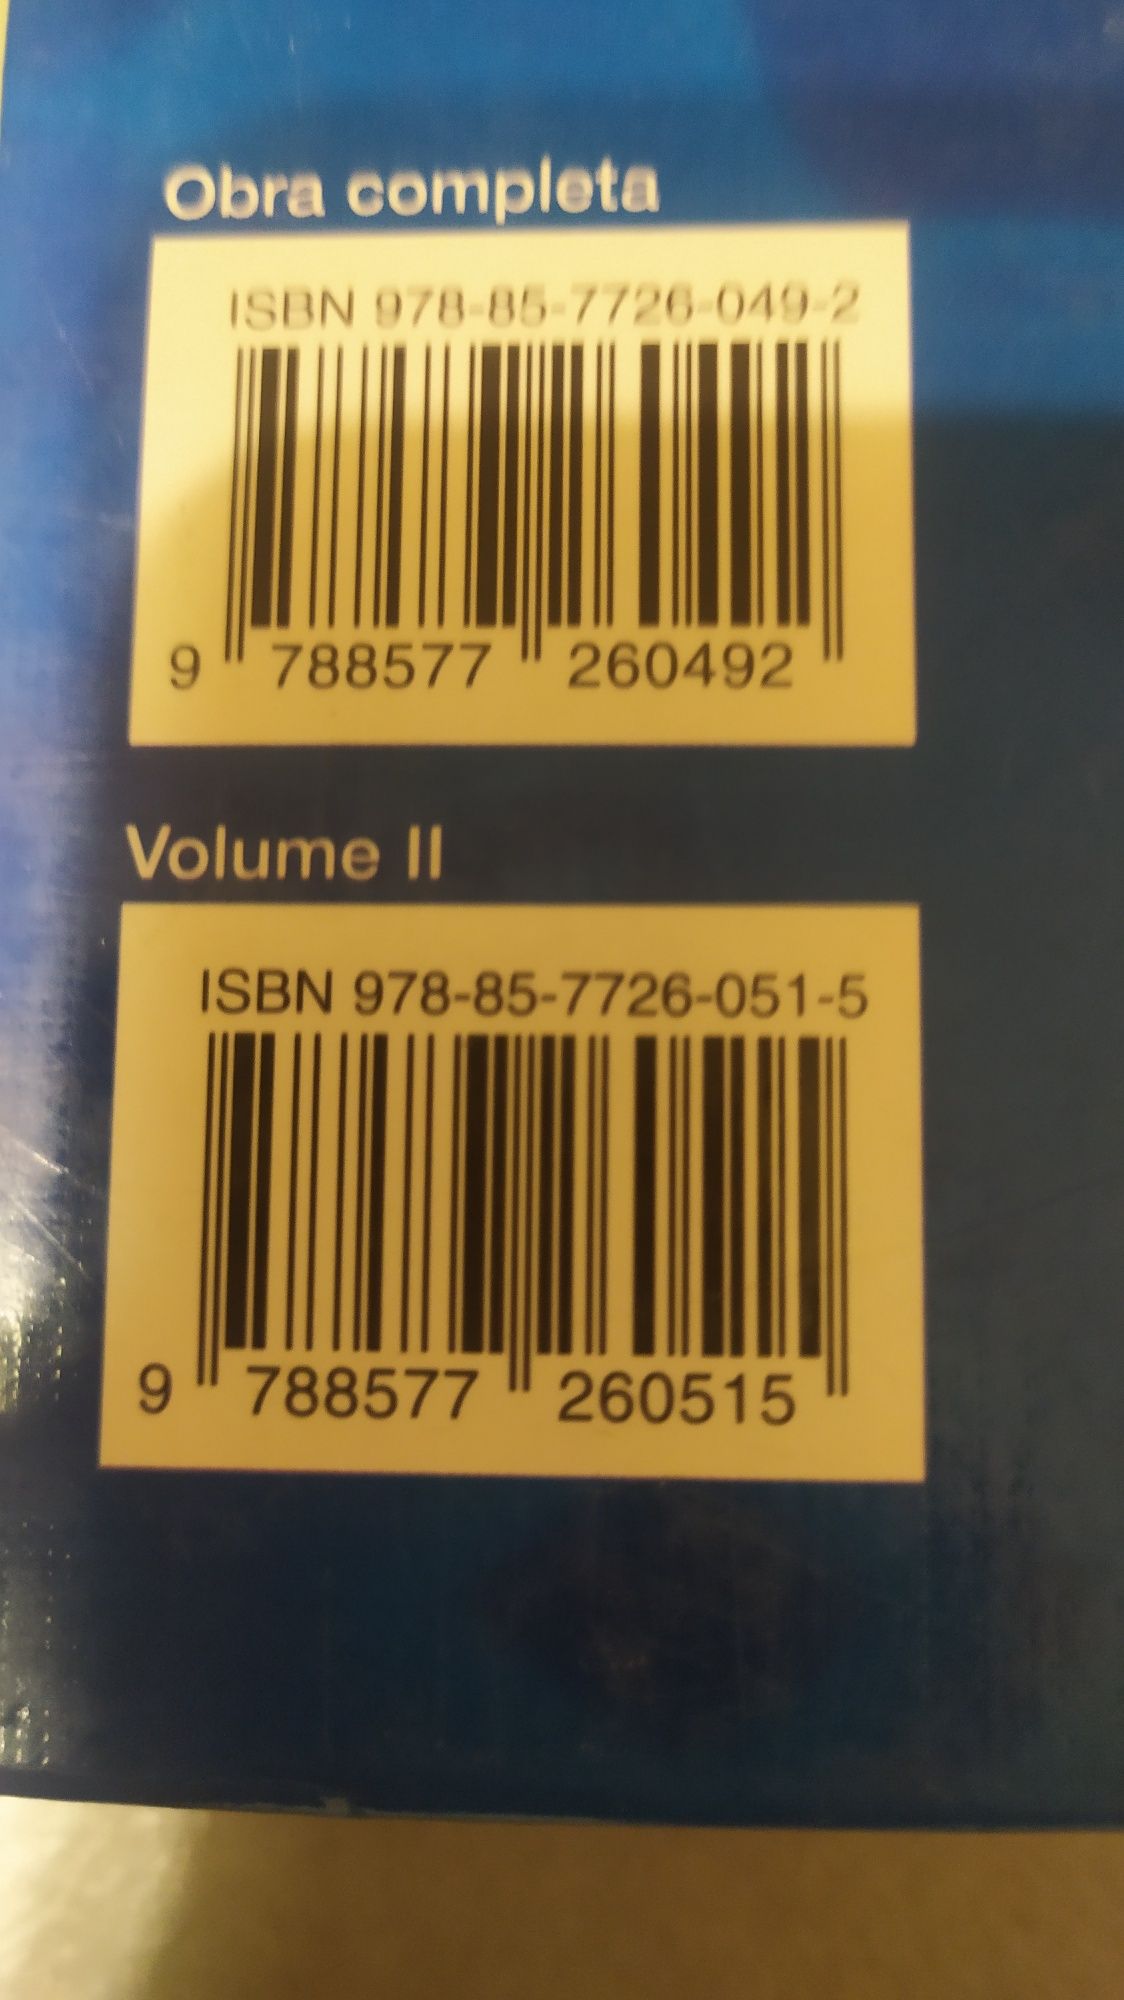 Obra completa
ISBN 978-85-7726-049-2
9 788577 260492
Volume II
ISBN 978-85-7726-051-5
9 788577 260515